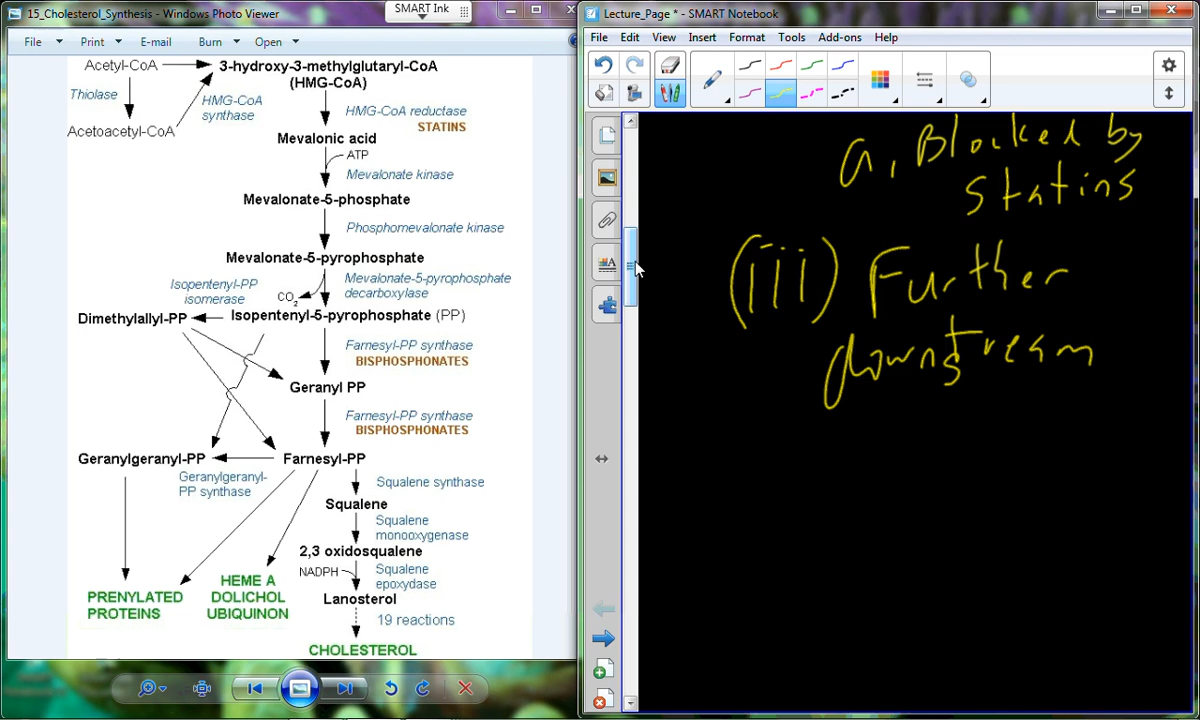 15_Cholesterol_Synthesis - Windows Photo Viewer
SMART Ink
File Print E-mail Burn Open
Acetyl-CoA
3-hydroxy-3-methylglutaryl-CoA
(HMG-CoA)
Thiolase
HMG-CoA
synthase
Acetoacetyl-CoA
HMG-CoA reductase
STATINS
Mevalonic acid
ATP
Mevalonate kinase
Mevalonate-5-phosphate
Phosphomevalonate kinase
Mevalonate-5-pyrophosphate
Isopentenyl-PP
isomerase
CO2
Mevalonate-5-pyrophosphate
decarboxylase
Dimethylallyl-PP
Isopentenyl-5-pyrophosphate (PP)
Farnesyl-PP synthase
BISPHOSPHONATES
Geranyl PP
Farnesyl-PP synthase
BISPHOSPHONATES
Geranylgeranyl-PP
Farnesyl-PP
Geranylgeranyl-
PP synthase
Squalene synthase
Squalene
Squalene
monooxygenase
2,3 oxidosqualene
NADPH
Squalene
epoxydase
Lanosterol
19 reactions
PRENYLATED
PROTEINS
HEME A
DOLICHOL
UBIQUINON
CHOLESTEROL
Lecture_Page * - SMART Notebook
File Edit View Insert Format Tools Add-ons Help
a. Blocked by
statins
(iii) Further
downstream